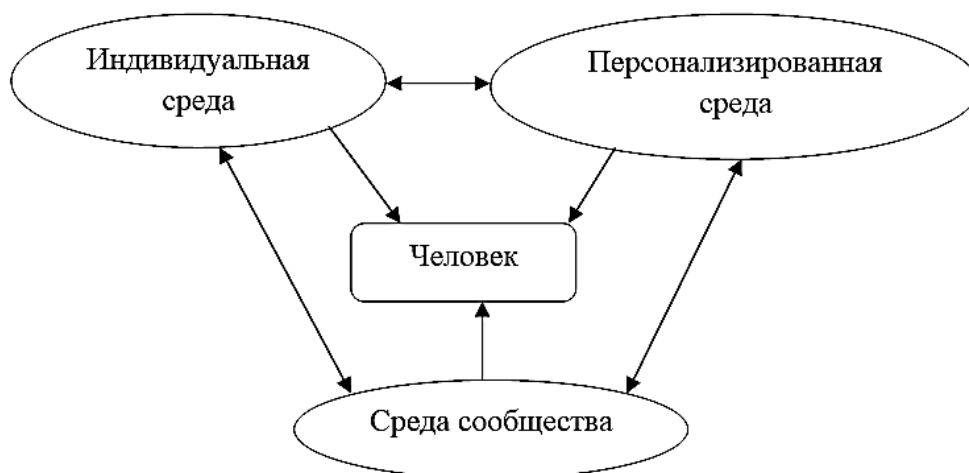 Индивидуальная
среда
Персонализированная
среда
Человек
Среда сообщества